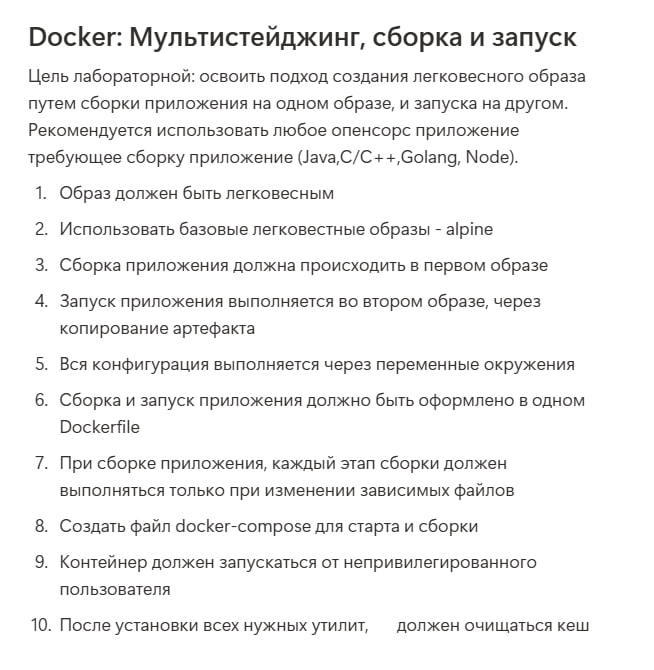 Docker: Мультистейджинг, сборка и запуск
Цель лабораторной: освоить подход создания легковесного образа
путем сборки приложения на одном образе, и запуска на другом.
Рекомендуется использовать любое опенсорс приложение
требующее сборку приложение (Java,C/C++,Golang, Node).
1. Образ должен быть легковесным
2. Использовать базовые легковестные образы - alpine
3. Сборка приложения должна происходить в первом образе
4. Запуск приложения выполняется во втором образе, через
копирование артефакта
5. Вся конфигурация выполняется через переменные окружения
6. Сборка и запуск приложения должно быть оформлено в одном
Dockerfile
7. При сборке приложения, каждый этап сборки должен
выполняться только при изменении зависимых файлов
8. Создать файл docker-compose для старта и сборки
9. Контейнер должен запускаться от непривилегированного
пользователя
10. После установки всех нужных утилит, должен очищаться кеш